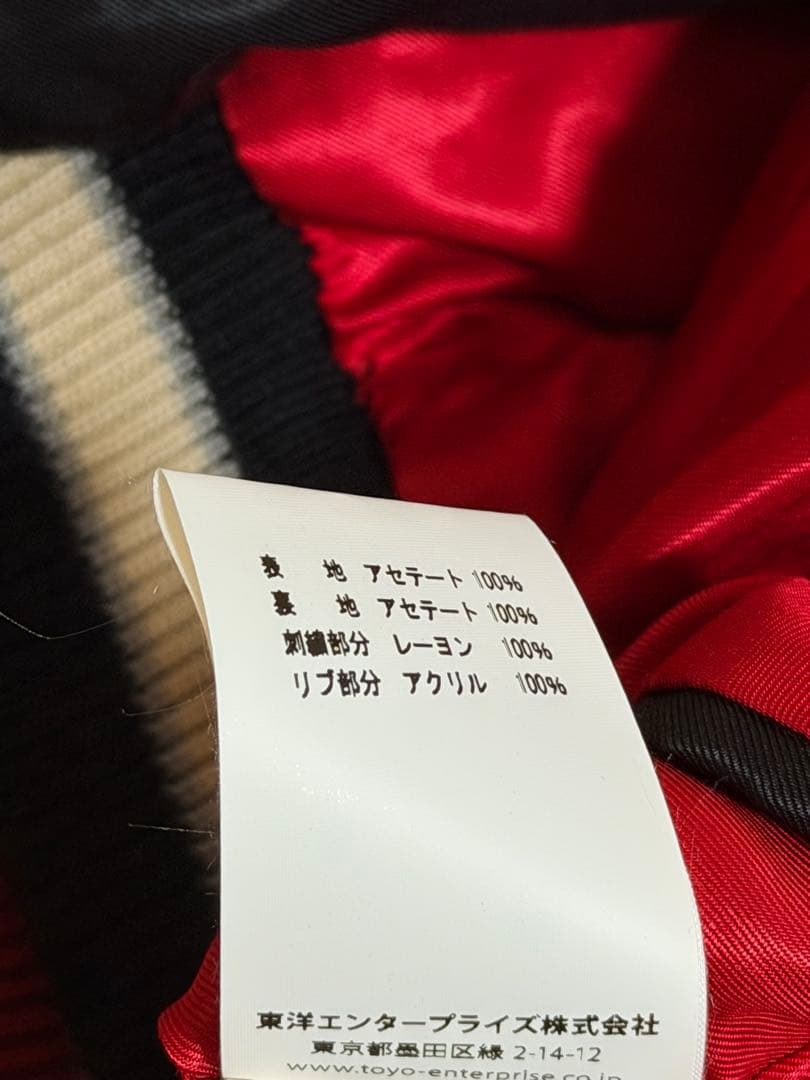 表 地 アセテート 100%
裏 地 アセテート 100%
刺繍部分 レーヨン 100%
リブ部分 アクリル 100%
東洋エンタープライズ株式会社
東京都墨田区緑 2-14-12
www.toyo-enterprise.co.jp